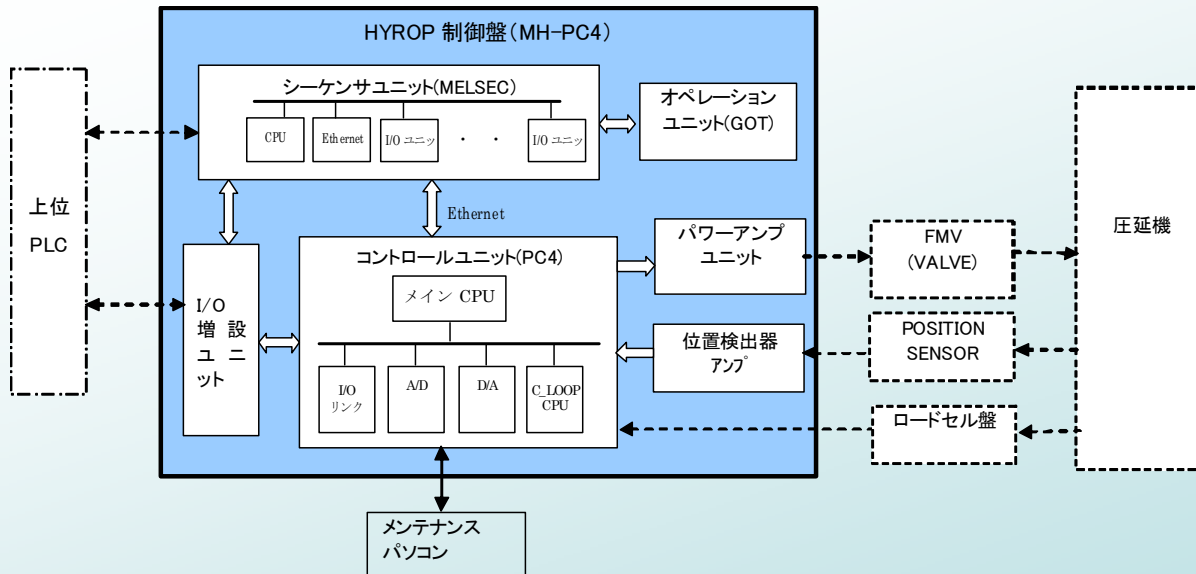 HYROP 制御盤(MH-PC4)
シーケンサユニット(MELSEC)
CPU
Ethernet
I/O ユニッ
・ ・
I/O ユニッ
オペレーション
ユニット(GOT)
上位
PLC
Ethernet
I/O
増 設
ユ ニ
ット
コントロールユニット(PC4)
メイン CPU
I/O
リンク
A/D
D/A
C_LOOP
CPU
パワーアンプ
ユニット
位置検出器
アンプ
FMV
(VALVE)
POSITION
SENSOR
ロードセル盤
圧延機
メンテナンス
パソコン